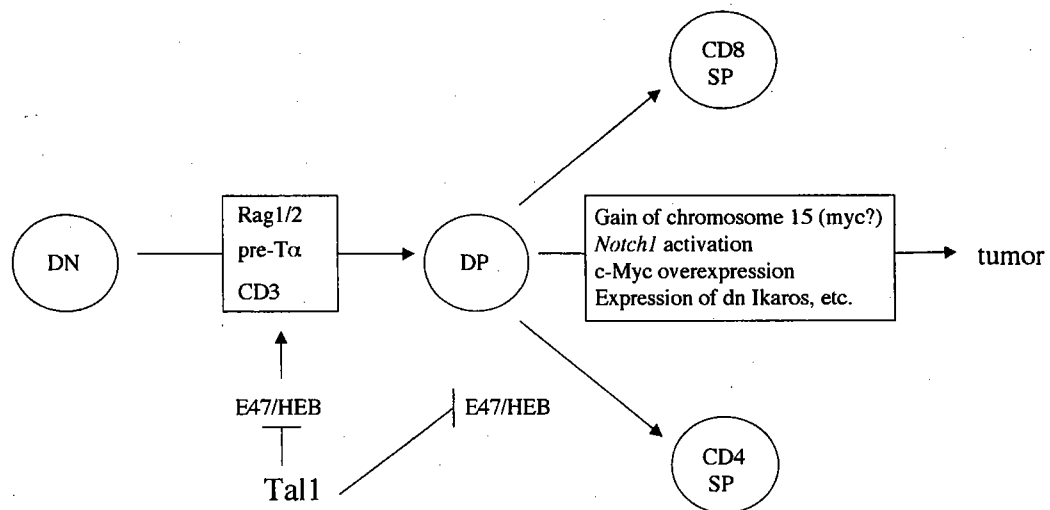 CD8
SP
DN
Rag1/2
pre-Tα
CD3
DP
Gain of chromosome 15 (myc?)
Notch1 activation
c-Myc overexpression
Expression of dn Ikaros, etc.
tumor
E47/HEB
E47/HEB
Tal1
CD4
SP